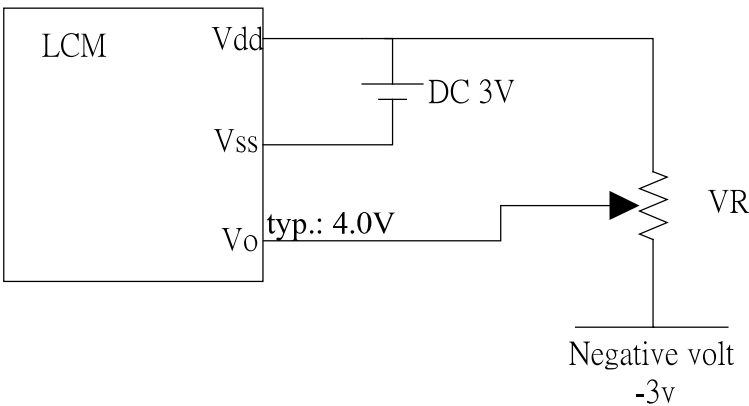 LCM
Vdd
DC 3V
Vss
typ.: 4.0V
Vo
VR
Negative volt
-3v